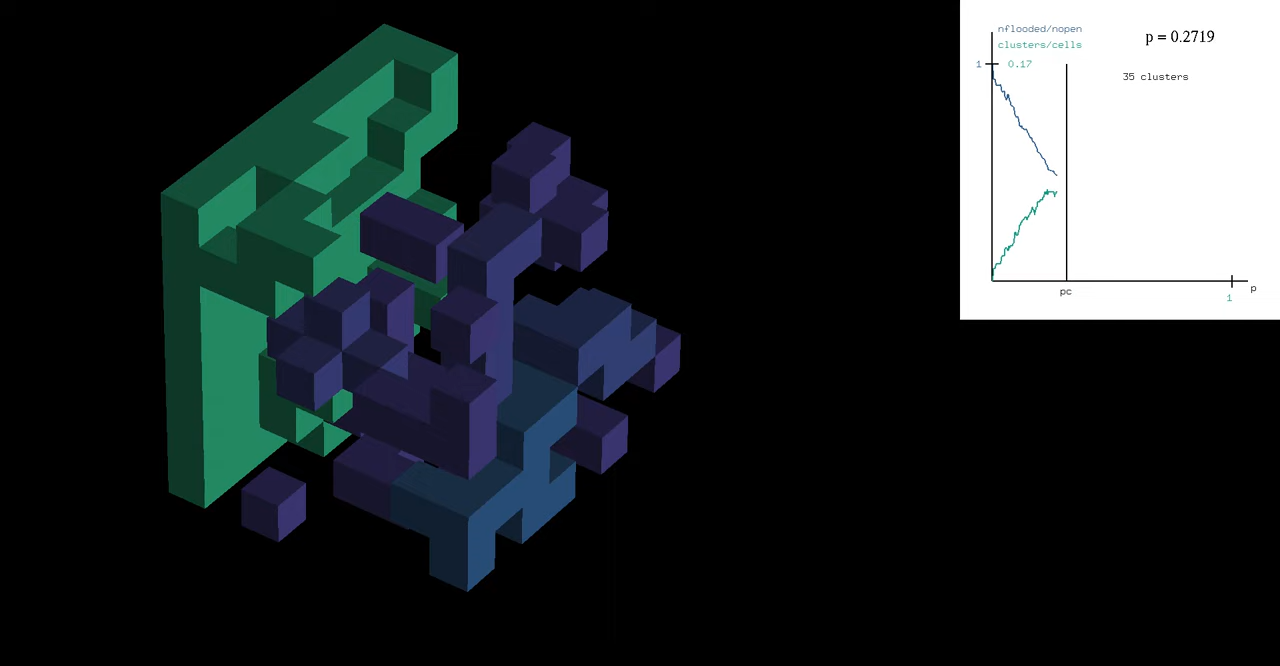 nflooded/nopen
p = 0.2719
clusters/cells
1
0.17
35 clusters
pc
p
1